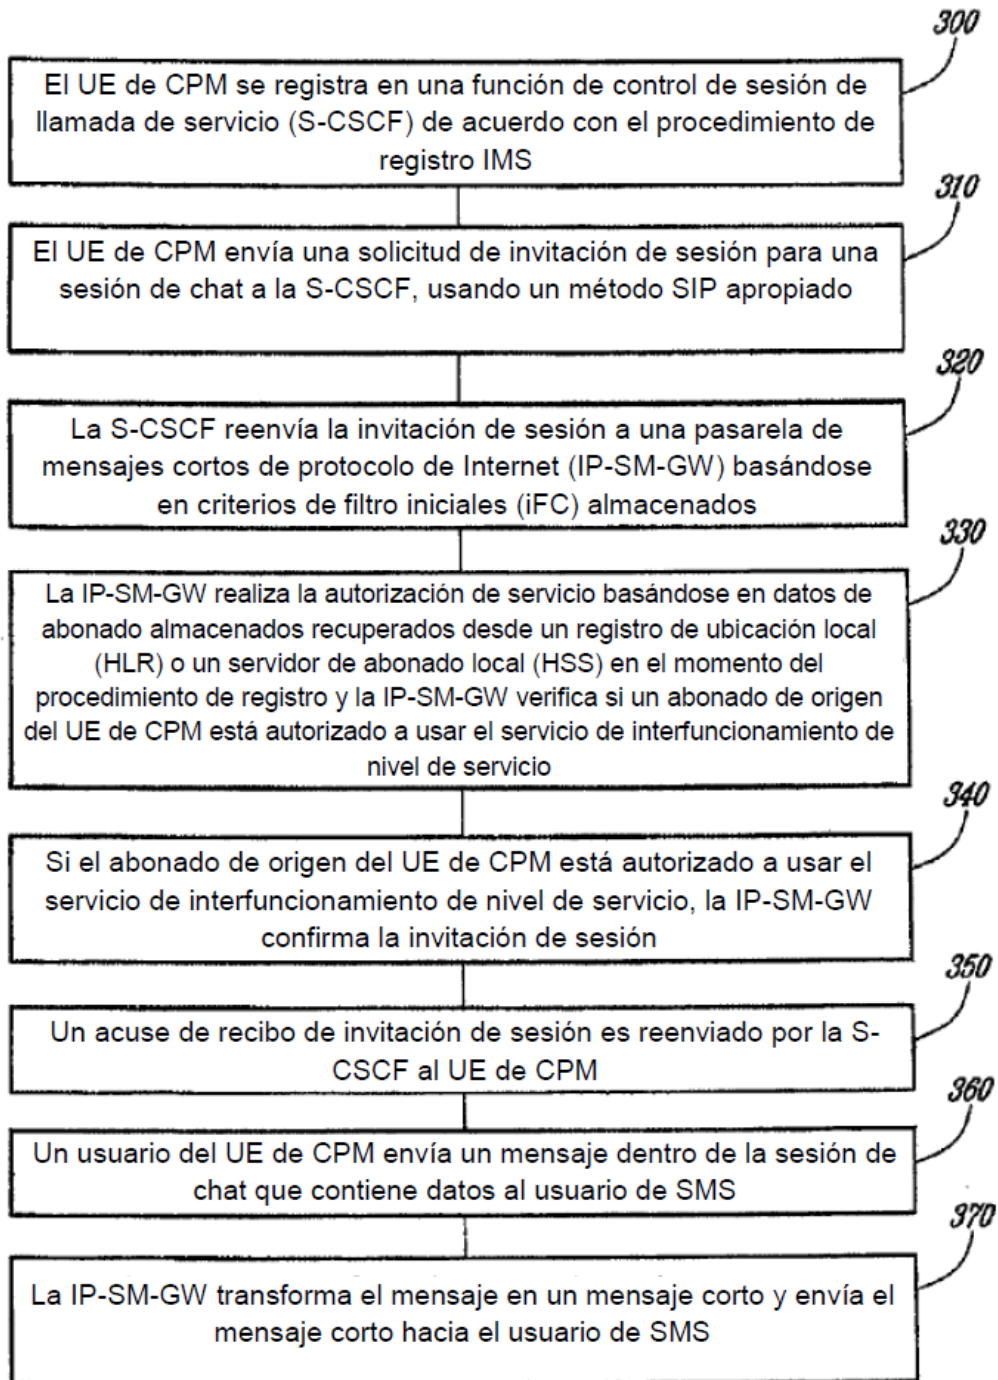 300
El UE de CPM se registra en una función de control de sesión de
llamada de servicio (S-CSCF) de acuerdo con el procedimiento de
registro IMS
310
El UE de CPM envía una solicitud de invitación de sesión para una
sesión de chat a la S-CSCF, usando un método SIP apropiado
320
La S-CSCF reenvía la invitación de sesión a una pasarela de
mensajes cortos de protocolo de Internet (IP-SM-GW) basándose
en criterios de filtro iniciales (iFC) almacenados
330
La IP-SM-GW realiza la autorización de servicio basándose en datos de
abonado almacenados recuperados desde un registro de ubicación local
(HLR) o un servidor de abonado local (HSS) en el momento del
procedimiento de registro y la IP-SM-GW verifica si un abonado de origen
del UE de CPM está autorizado a usar el servicio de interfuncionamiento de
nivel de servicio
340
Si el abonado de origen del UE de CPM está autorizado a usar el
servicio de interfuncionamiento de nivel de servicio, la IP-SM-GW
confirma la invitación de sesión
350
Un acuse de recibo de invitación de sesión es reenviado por la S-
CSCF al UE de CPM
360
Un usuario del UE de CPM envía un mensaje dentro de la sesión de
chat que contiene datos al usuario de SMS
370
La IP-SM-GW transforma el mensaje en un mensaje corto y envía el
mensaje corto hacia el usuario de SMS